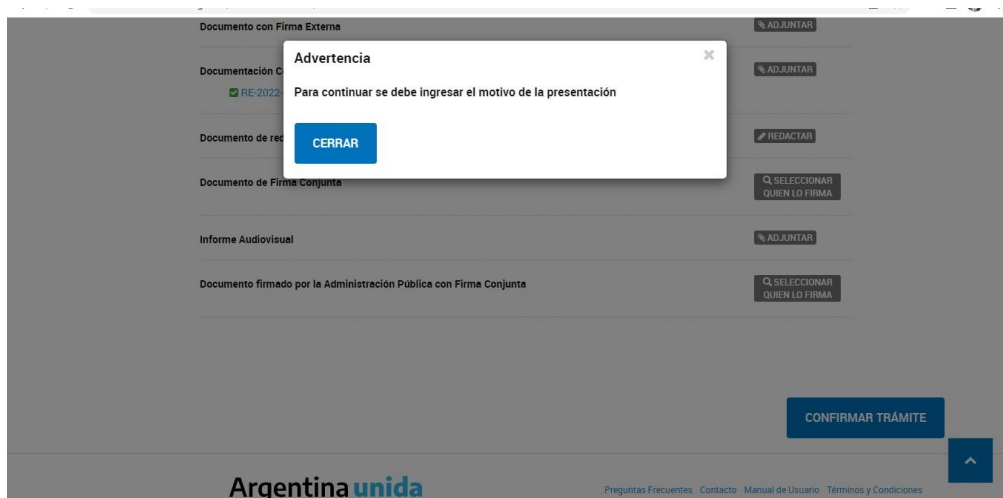 Documento con Firma Externa
ADJUNTAR
Advertencia
Para continuar se debe ingresar el motivo de la presentación
CERRAR
Documentación C
ADJUNTAR
RE-2022-
Documento de red
REDACTAR
Documento de Firma Conjunta
SELECCIONAR
QUIEN LO FIRMA
Informe Audiovisual
ADJUNTAR
Documento firmado por la Administración Pública con Firma Conjunta
SELECCIONAR
QUIEN LO FIRMA
CONFIRMAR TRÁMITE
Argentina unida
Preguntas Frecuentes Contacto Manual de Usuario Términos y Condiciones